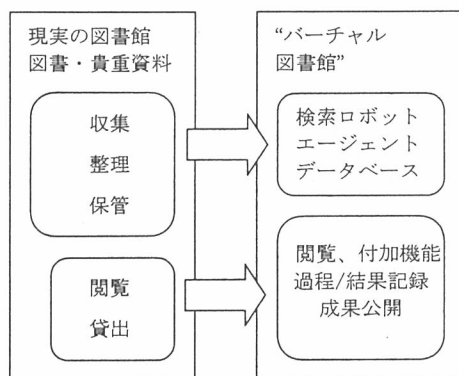 現実の図書館
図書・貴重資料
収集
整理
保管
閲覧
貸出
“バーチャル
図書館”
検索ロボット
エージェント
データベース
閲覧、付加機能
過程/結果記録
成果公開